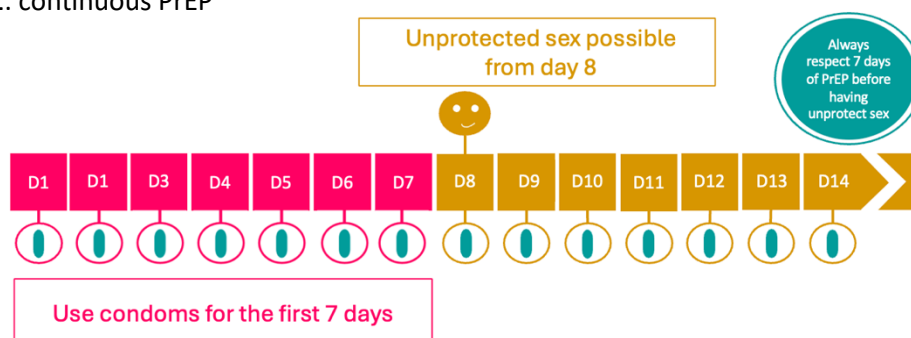 .. continuous PrEP
Unprotected sex possible
from day 8
Always
respect 7 days
of PrEP before
having
unprotect sex
D1 D1 D3 D4 D5 D6 D7 D8 D9 D10 D11 D12 D13 D14
Use condoms for the first 7 days